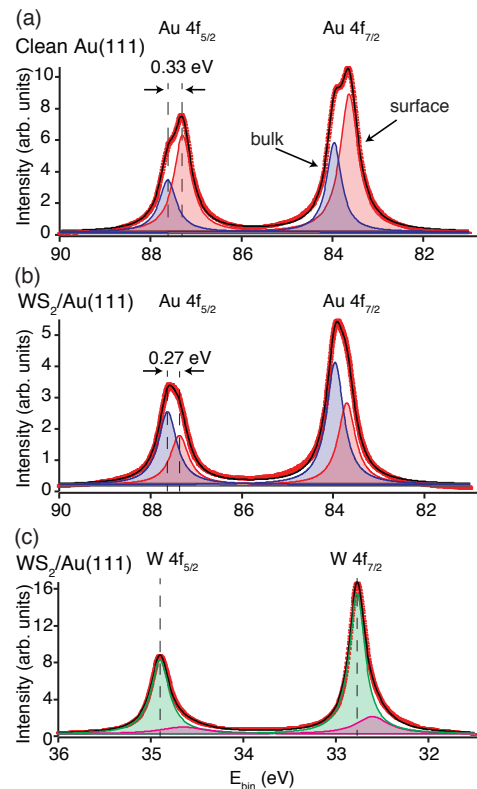 (a)
Clean Au(111)
Au 4f5/2
Au 4f7/2
0.33 eV
bulk
surface
Intensity (arb. units)
10
8
6
4
2
0
90
88
86
84
82
(b)
WS2/Au(111)
Au 4f5/2
Au 4f7/2
0.27 eV
Intensity (arb. units)
5
4
3
2
1
0
90
88
86
84
82
(c)
WS2/Au(111)
W 4f5/2
W 4f7/2
Intensity (arb. units)
16
12
8
4
0
36
35
34
33
32
Ebin (eV)